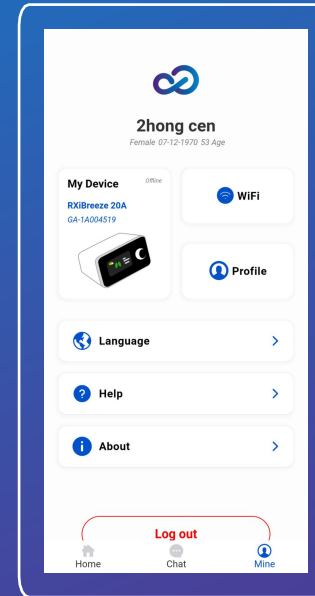 2hong cen
Female 07-12-1970 53 Age
My Device
Offline
RXiBreeze 20A
GA-1A004519
WiFi
Profile
Language
Help
About
Log out
Home
Chat
Mine